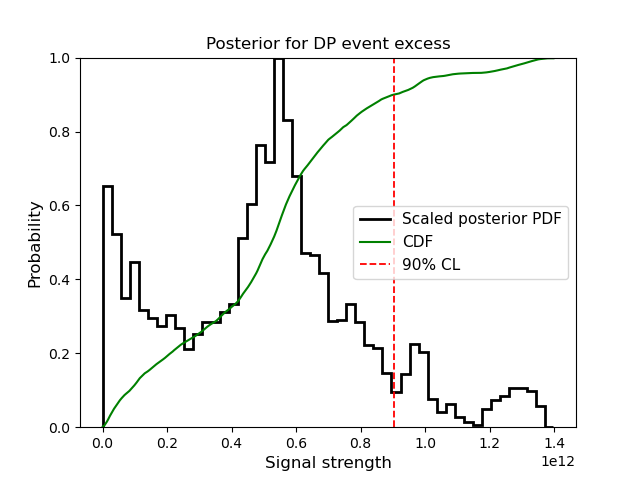 Posterior for DP event excess
Probability
1.0
0.8
0.6
0.4
0.2
0.0
Scaled posterior PDF
CDF
90% CL
0.0 0.2 0.4 0.6 0.8 1.0 1.2 1.4
1e12
Signal strength